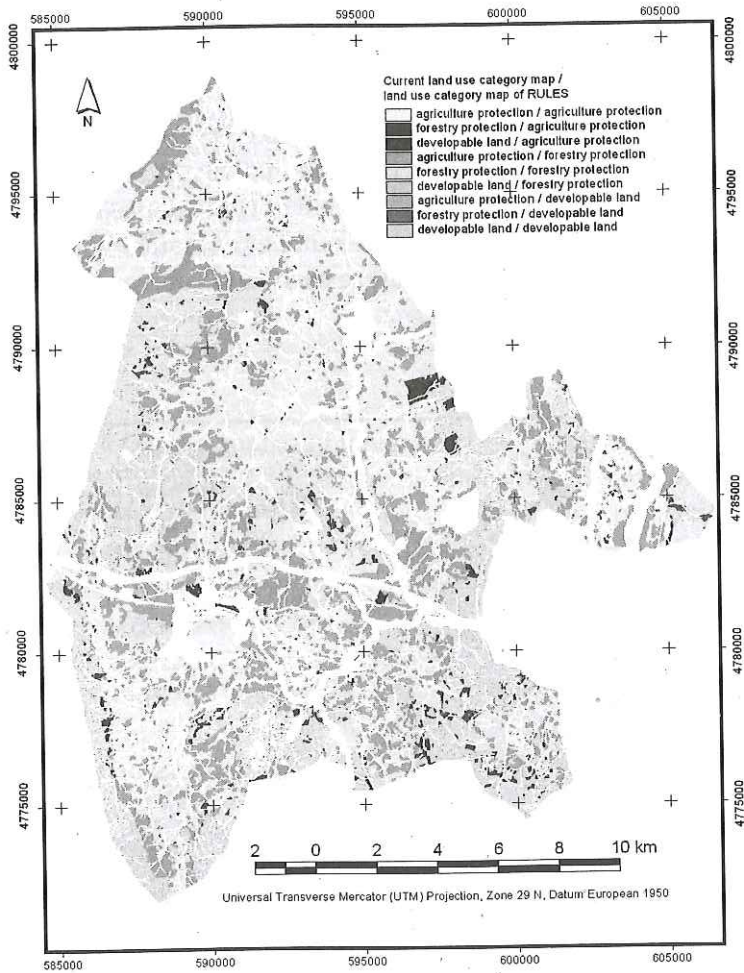 585000 590000 595000 600000 605000
4800000 4800000
N
Current land use category map /
land use category map of RULES
agriculture protection / agriculture protection
forestry protection / agriculture protection
developable land / agriculture protection
agriculture protection / forestry protection
forestry protection / forestry protection
developable land / forestry protection
agriculture protection / developable land
forestry protection / developable land
developable land / developable land
4795000 4795000
4790000 4790000
4785000 4785000
4780000 4780000
4775000 4775000
2 0 2 4 6 8 10 km
Universal Transverse Mercator (UTM) Projection, Zone 29 N, Datum European 1950
585000 590000 595000 600000 605000